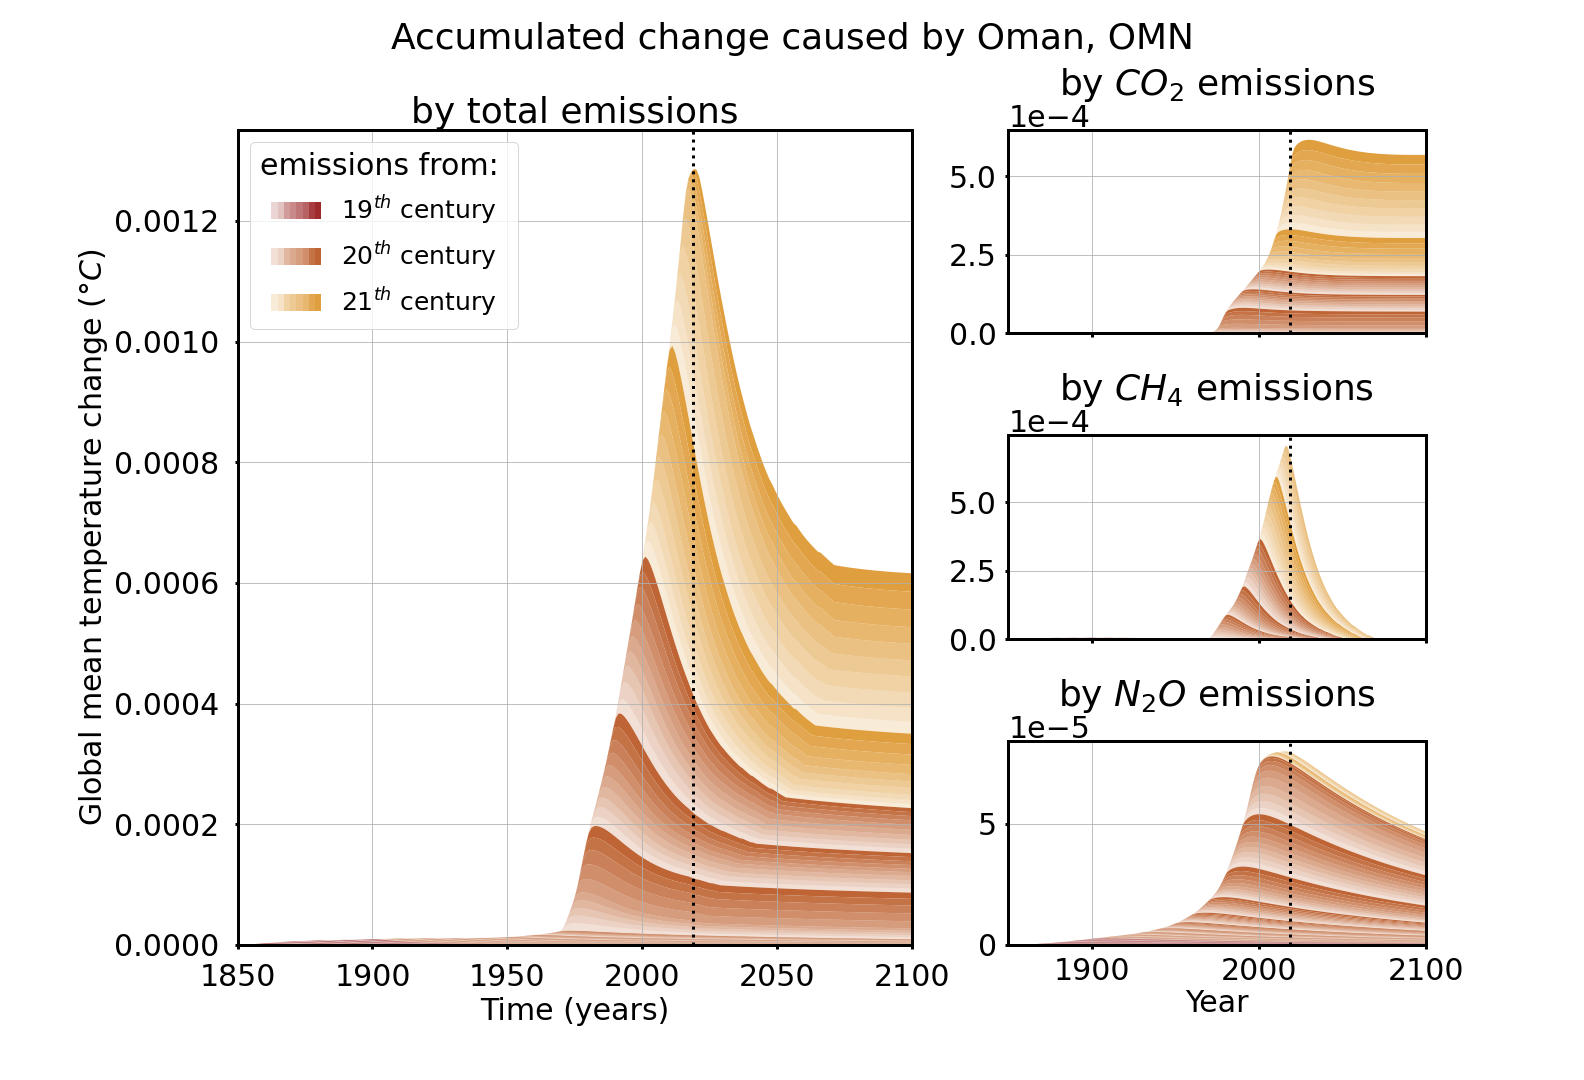 Accumulated change caused by Oman, OMN
by total emissions
emissions from:
19th century
20th century
21th century
Global mean temperature change (°C)
0.0012
0.0010
0.0008
0.0006
0.0004
0.0002
0.0000
1850 1900 1950 2000 2050 2100
Time (years)
by CO2 emissions
1e−4
5.0
2.5
0.0
by CH4 emissions
1e−4
5.0
2.5
0.0
by N2O emissions
1e−5
5
0
1900 2000 2100
Year